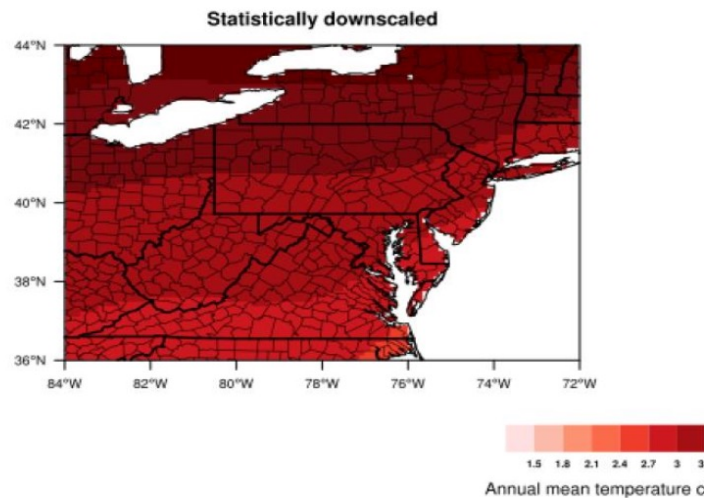 Statistically downscaled
44°N
42°N
40°N
38°N
36°N
84°W 82°W 80°W 78°W 76°W 74°W 72°W
1.5 1.8 2.1 2.4 2.7 3 3
Annual mean temperature c